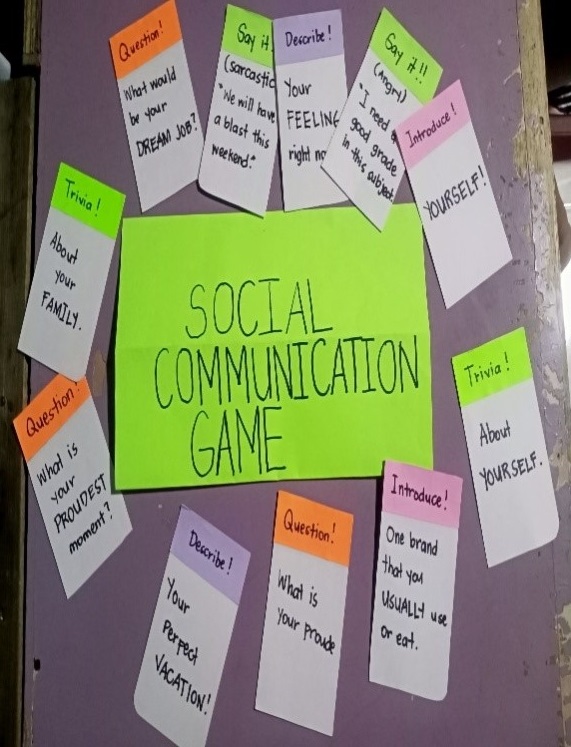 Question!
What would
be your
DREAM JOB?
Say it
(sarcastic
"We will have
a blast this
weekend."
Describe!
Your
FEELING
right no
Say it!!
(Angry)
"I need a
good grade
in this subject
Introduce!
YOURSELF!
Trivia!
About
your
FAMILY.
SOCIAL
COMMUNICATION
GAME
Trivia!
About
YOURSELF.
Question!
What is
your
PROUDEST
moment?
Describe!
Your
Perfect
VACATION!
Question!
What is
your Proude
Introduce!
One brand
that you
USUALLY use
or eat.